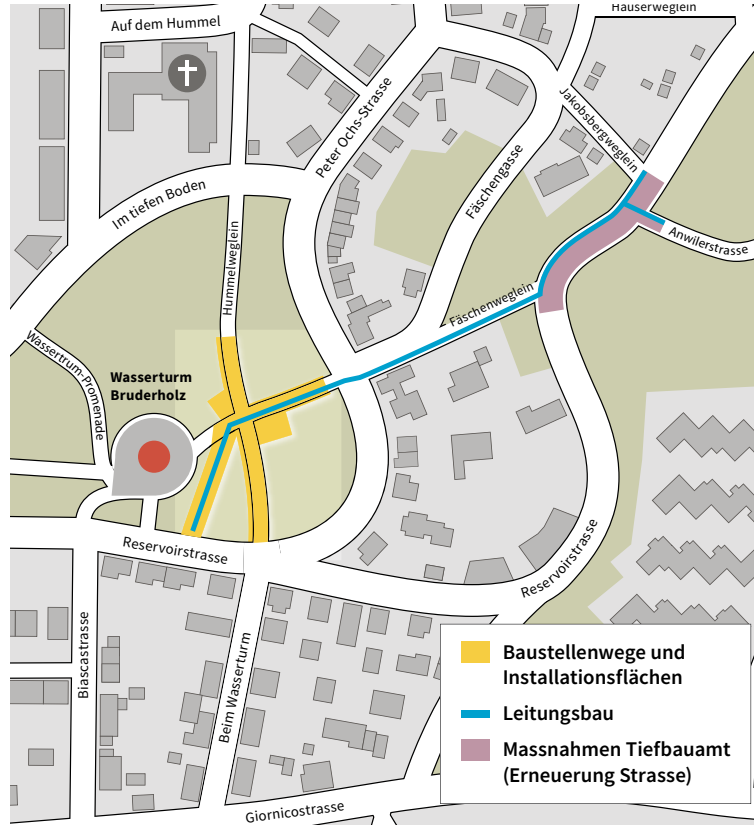 Häuserweglein
Auf dem Hummel
Peter Ochs-Strasse
Jakobsbergweglein
Fäschengasse
Im tiefen Boden
Anwilerstrasse
Hummelweglein
Fäschenweglein
Wassertrum-Promenade
Wasserturm
Bruderholz
Reservoirstrasse
Reservoirstrasse
Biascastrasse
Beim Wasserturm
Giornicostrasse
Baustellenwege und
Installationsflächen
Leitungsbau
Massnahmen Tiefbauamt
(Erneuerung Strasse)